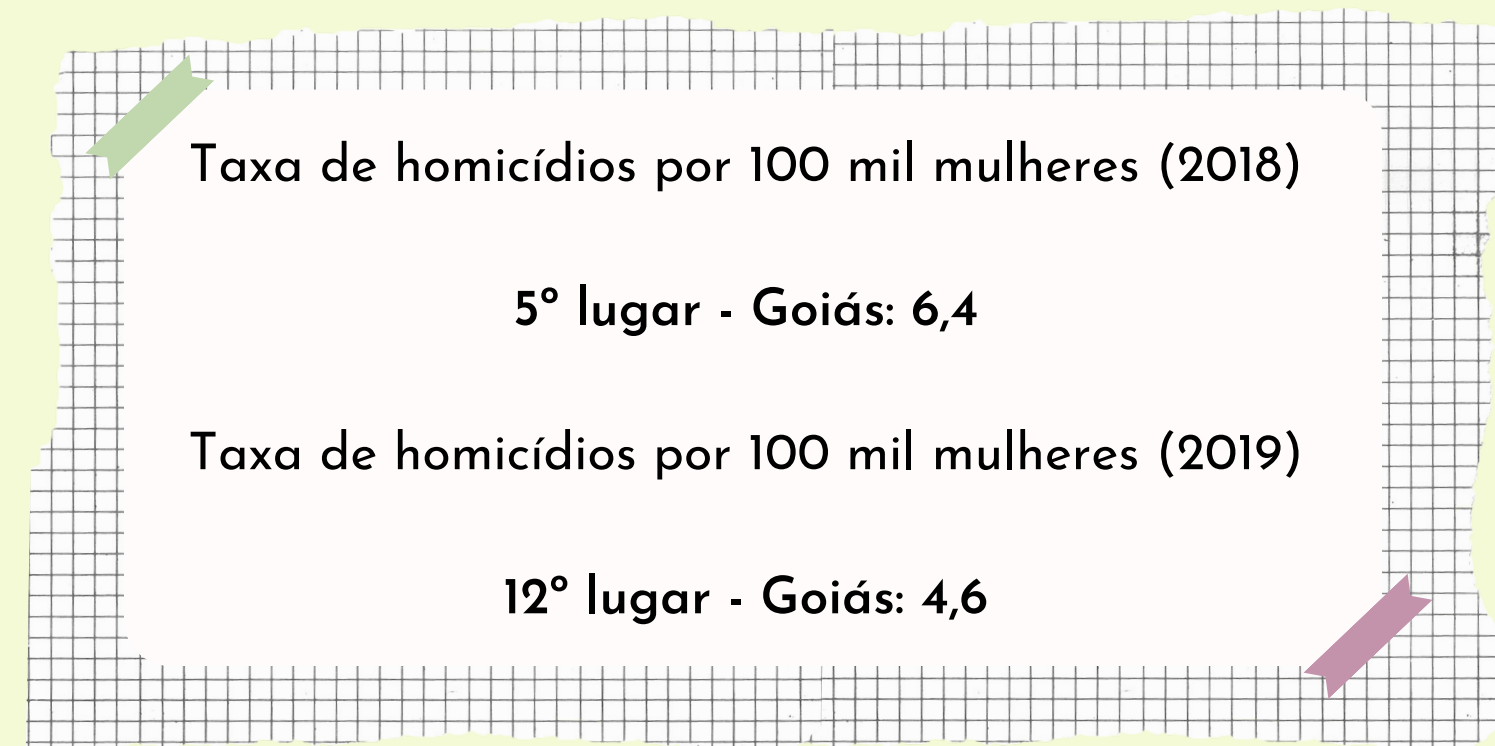 Taxa de homicídios por 100 mil mulheres (2018)
5º lugar - Goiás: 6,4
Taxa de homicídios por 100 mil mulheres (2019)
12º lugar - Goiás: 4,6